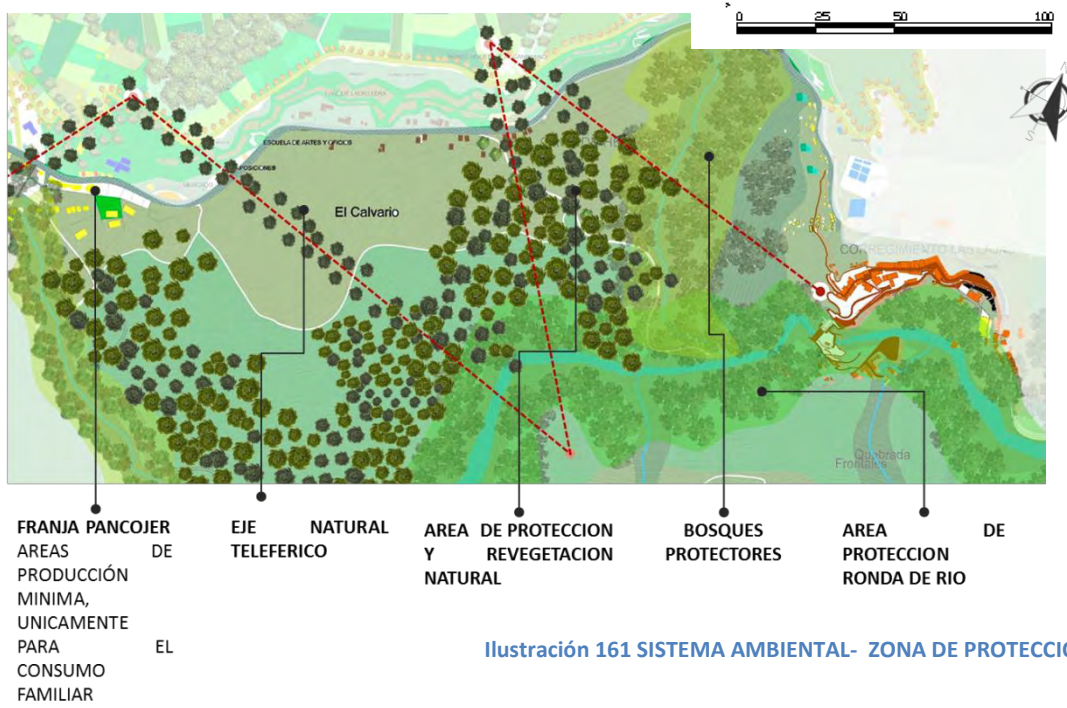 0 25 50 100
N
ESCUELA DE ARTES Y OFICIOS
El Calvario
CORREGIMIENTO LAS
Quebrada
Frontales
FRANJA PANCOJER
AREAS DE
PRODUCCIÓN
MINIMA,
UNICAMENTE
PARA EL
CONSUMO
FAMILIAR
EJE NATURAL
TELEFERICO
AREA DE PROTECCION
Y REVEGETACION
NATURAL
BOSQUES
PROTECTORES
AREA DE
PROTECCION
RONDA DE RIO
Ilustración 161 SISTEMA AMBIENTAL- ZONA DE PROTECCIO